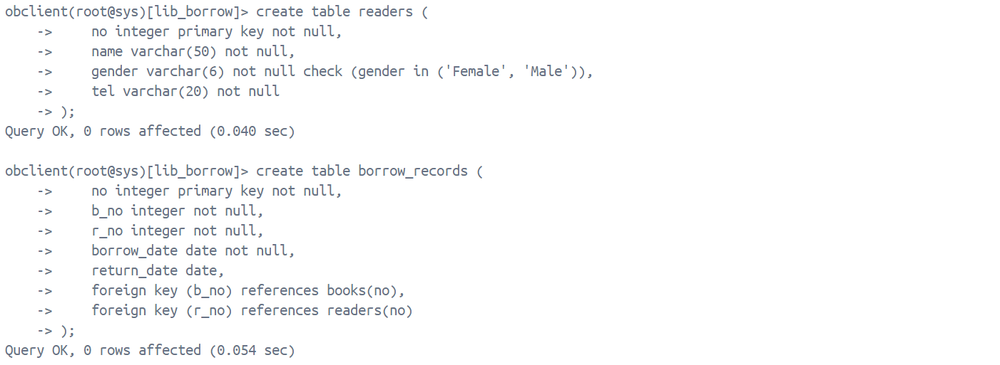 obclient(root@sys)[lib_borrow]> create table readers (
    ->     no integer primary key not null,
    ->     name varchar(50) not null,
    ->     gender varchar(6) not null check (gender in ('Female', 'Male')),
    ->     tel varchar(20) not null
    -> );
Query OK, 0 rows affected (0.040 sec)

obclient(root@sys)[lib_borrow]> create table borrow_records (
    ->     no integer primary key not null,
    ->     b_no integer not null,
    ->     r_no integer not null,
    ->     borrow_date date not null,
    ->     return_date date,
    ->     foreign key (b_no) references books(no),
    ->     foreign key (r_no) references readers(no)
    -> );
Query OK, 0 rows affected (0.054 sec)